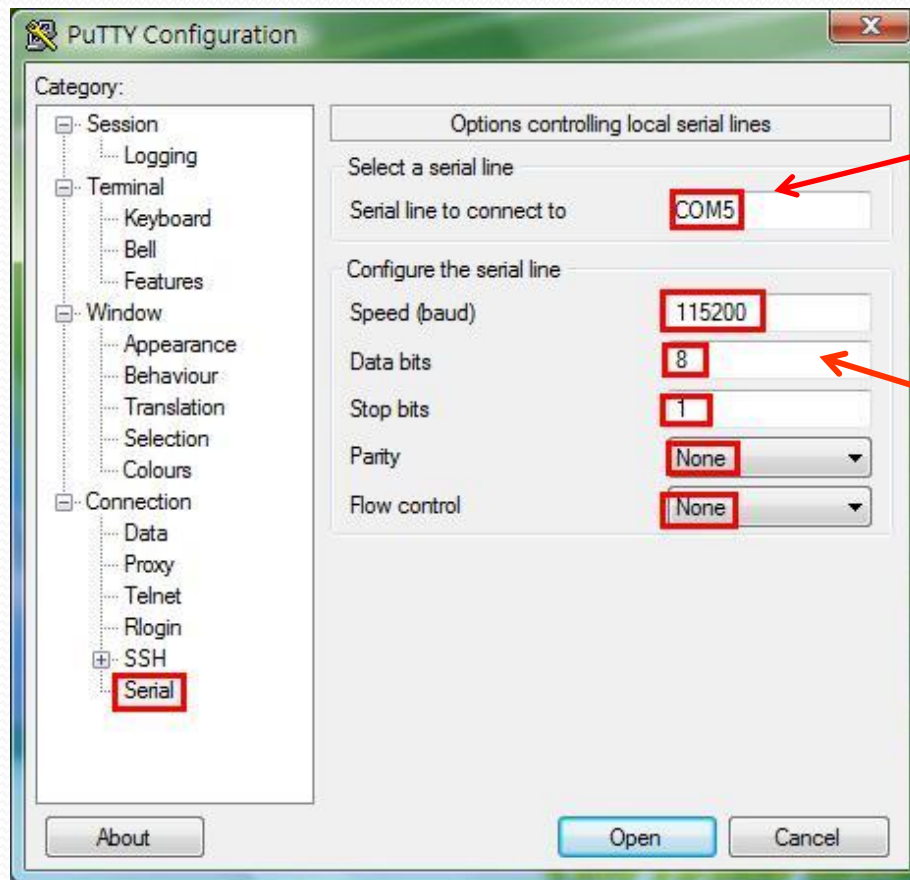 PuTTY Configuration
Category:
Session
Logging
Terminal
Keyboard
Bell
Features
Window
Appearance
Behaviour
Translation
Selection
Colours
Connection
Data
Proxy
Telnet
Rlogin
SSH
Serial
Options controlling local serial lines
Select a serial line
Serial line to connect to COM5
Configure the serial line
Speed (baud) 115200
Data bits 8
Stop bits 1
Parity None
Flow control None
About Open Cancel